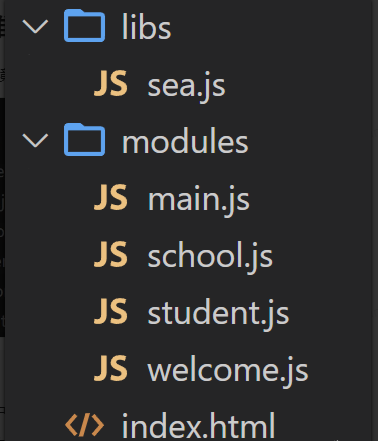 libs
JS sea.js
modules
JS main.js
JS school.js
JS student.js
JS welcome.js
index.html